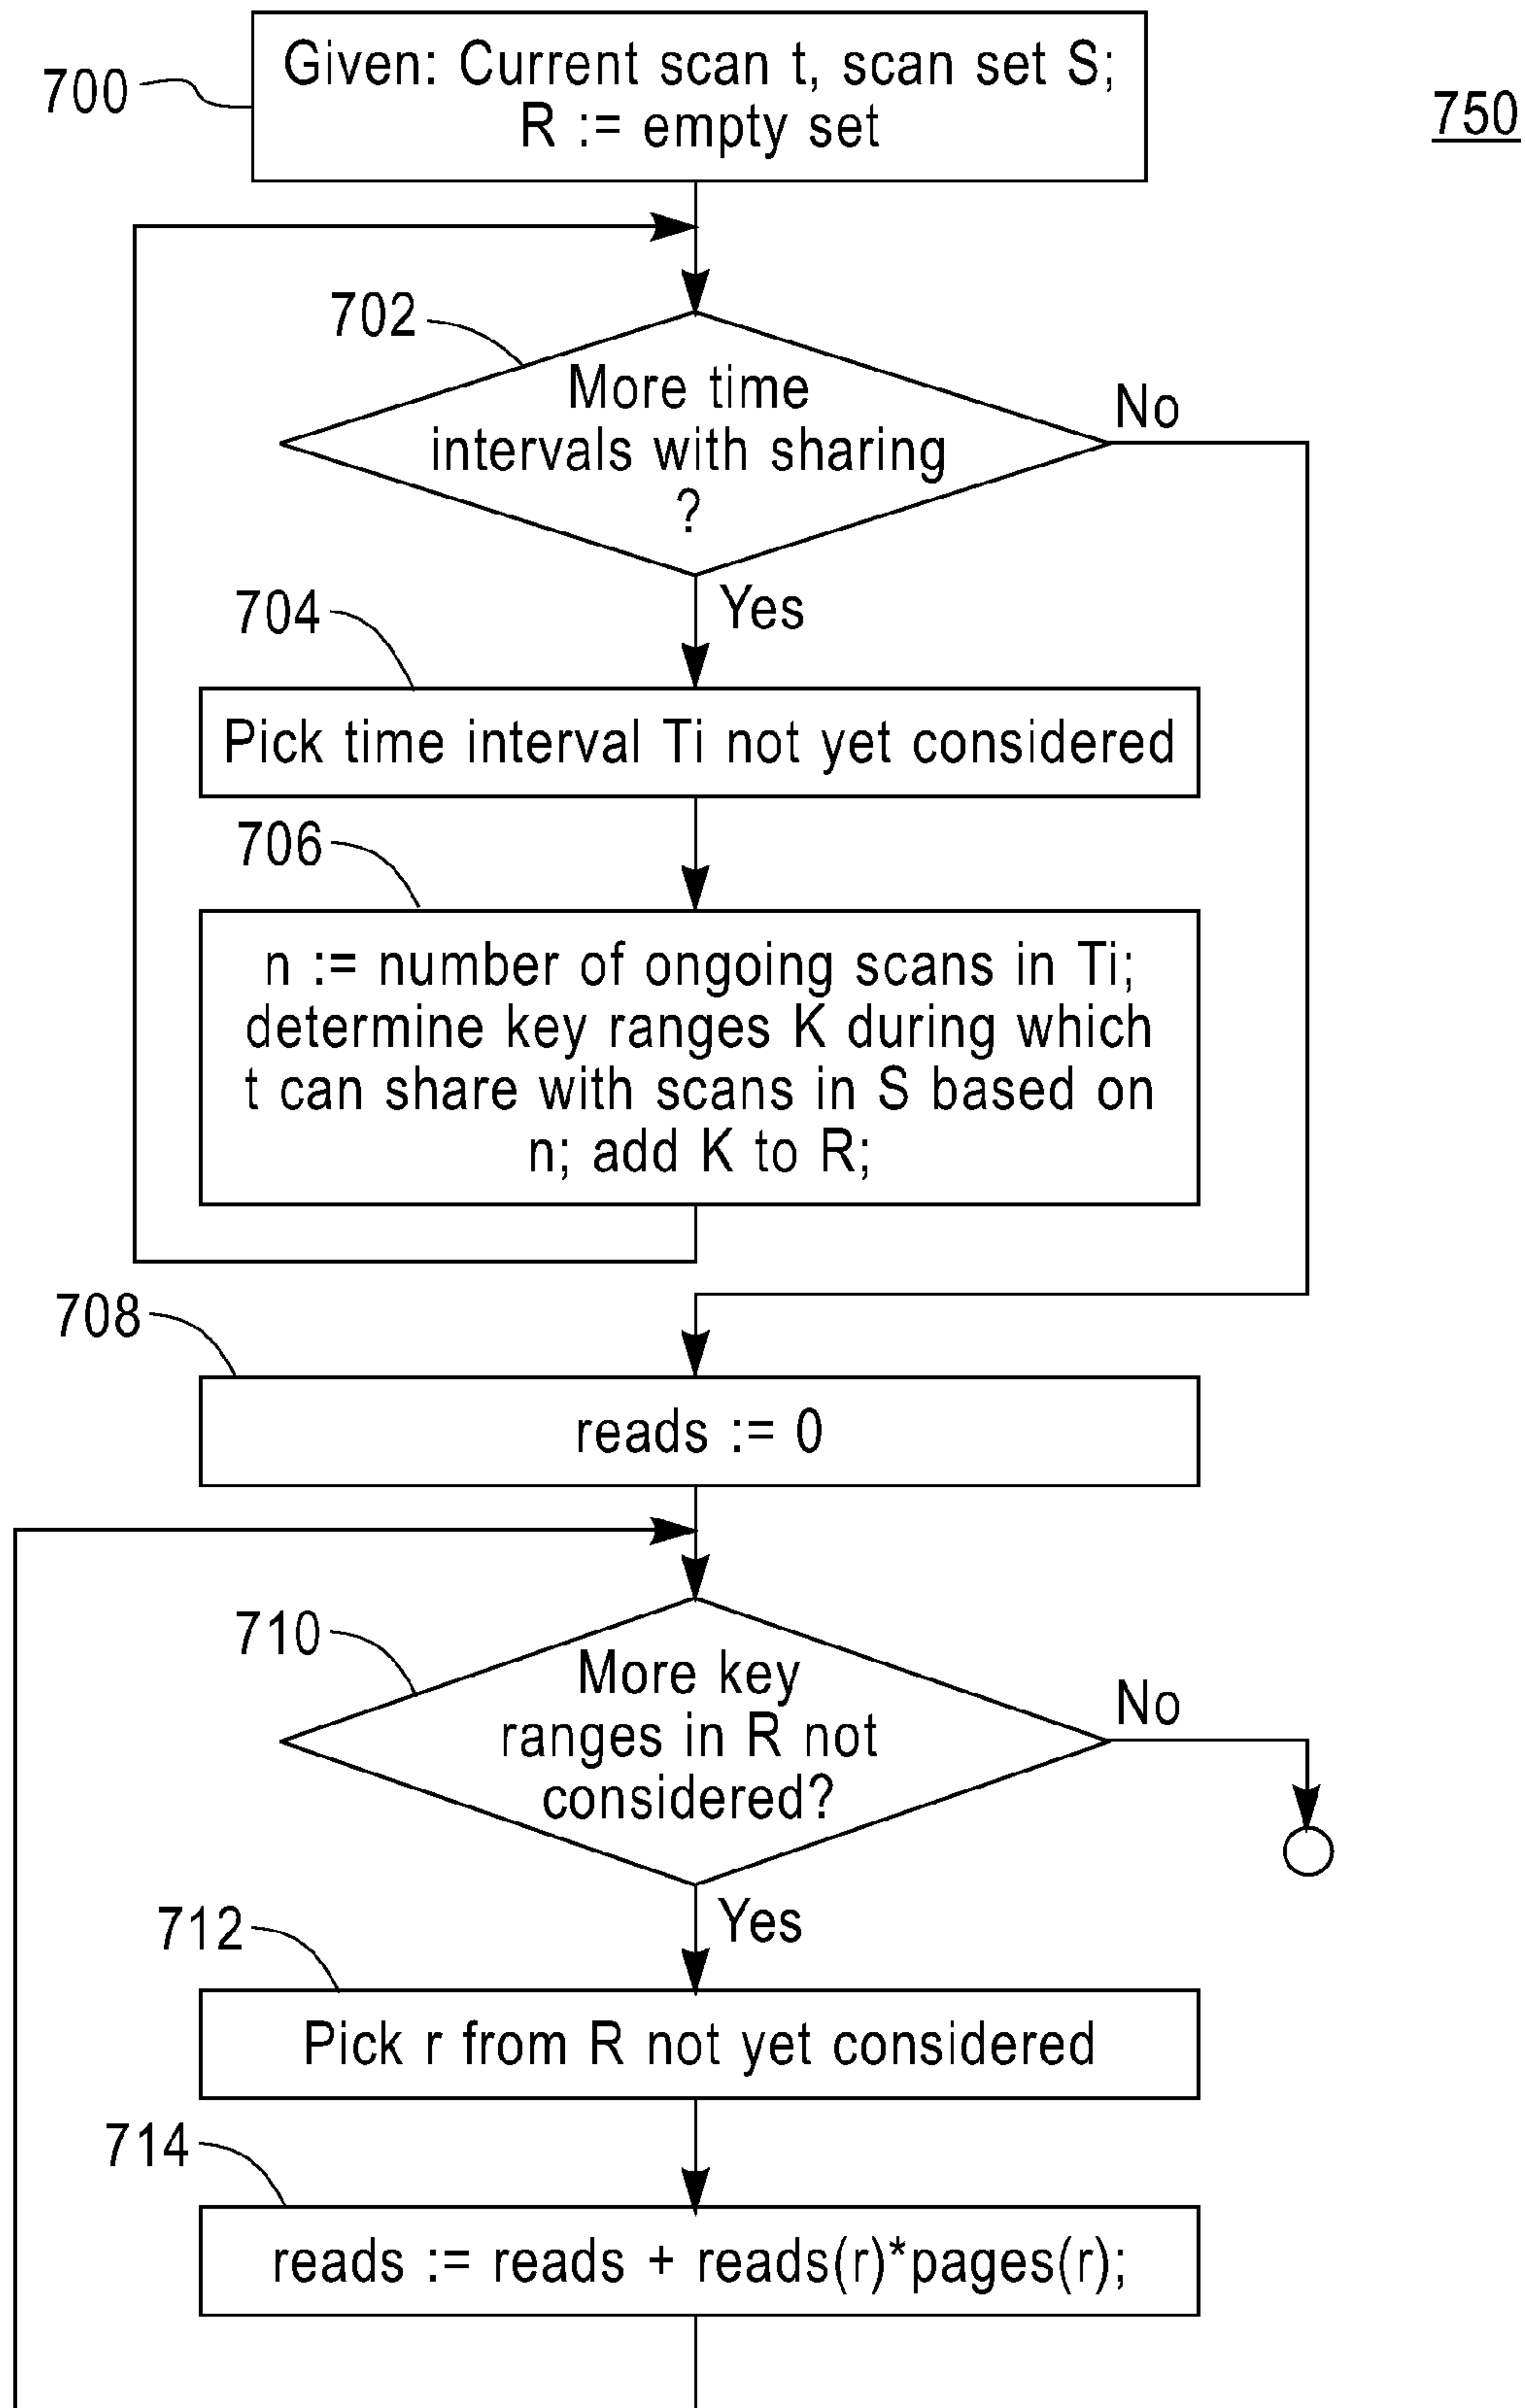 700
Given: Current scan t, scan set S;
R := empty set
750
702
More time
intervals with sharing
?
No
Yes
704
Pick time interval Ti not yet considered
706
n := number of ongoing scans in Ti;
determine key ranges K during which
t can share with scans in S based on
n; add K to R;
708
reads := 0
710
More key
ranges in R not
considered?
No
Yes
712
Pick r from R not yet considered
714
reads := reads + reads(r)*pages(r);